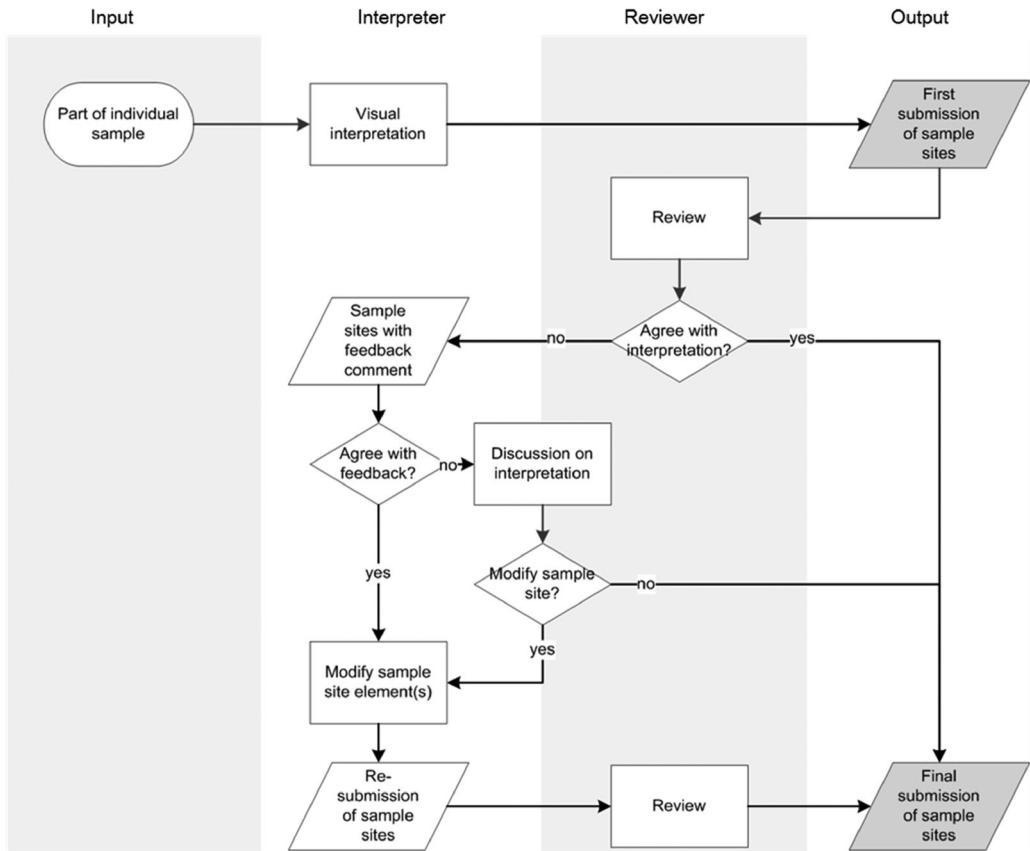 Input
Interpreter
Reviewer
Output
Part of individual
sample
Visual
interpretation
First
submission
of sample
sites
Review
Sample
sites with
feedback
comment
no
Agree with
interpretation?
yes
Agree with
feedback?
no
Discussion on
interpretation
yes
Modify sample
site?
no
yes
Modify sample
site element(s)
Re-
submission
of sample
sites
Review
Final
submission
of sample
sites